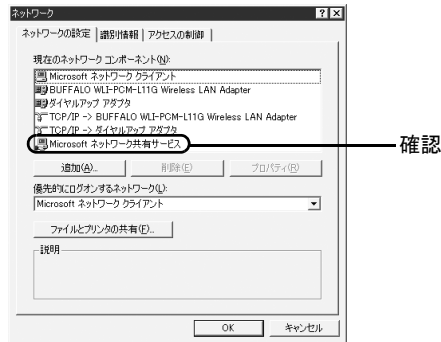 ネットワーク
ネットワークの設定 識別情報 アクセスの制御
現在のネットワーク コンポーネント(N):
Microsoft ネットワーク クライアント
BUFFALO WLI-PCM-L11G Wireless LAN Adapter
ダイヤルアップ アダプタ
TCP/IP -> BUFFALO WLI-PCM-L11G Wireless LAN Adapter
TCP/IP -> ダイヤルアップ アダプタ
Microsoft ネットワーク共有サービス
確認
追加(A)... 削除(E) プロパティ(R)
優先的にログオンするネットワーク(L):
Microsoft ネットワーク クライアント
ファイルとプリンタの共有(F)...
説明
OK キャンセル